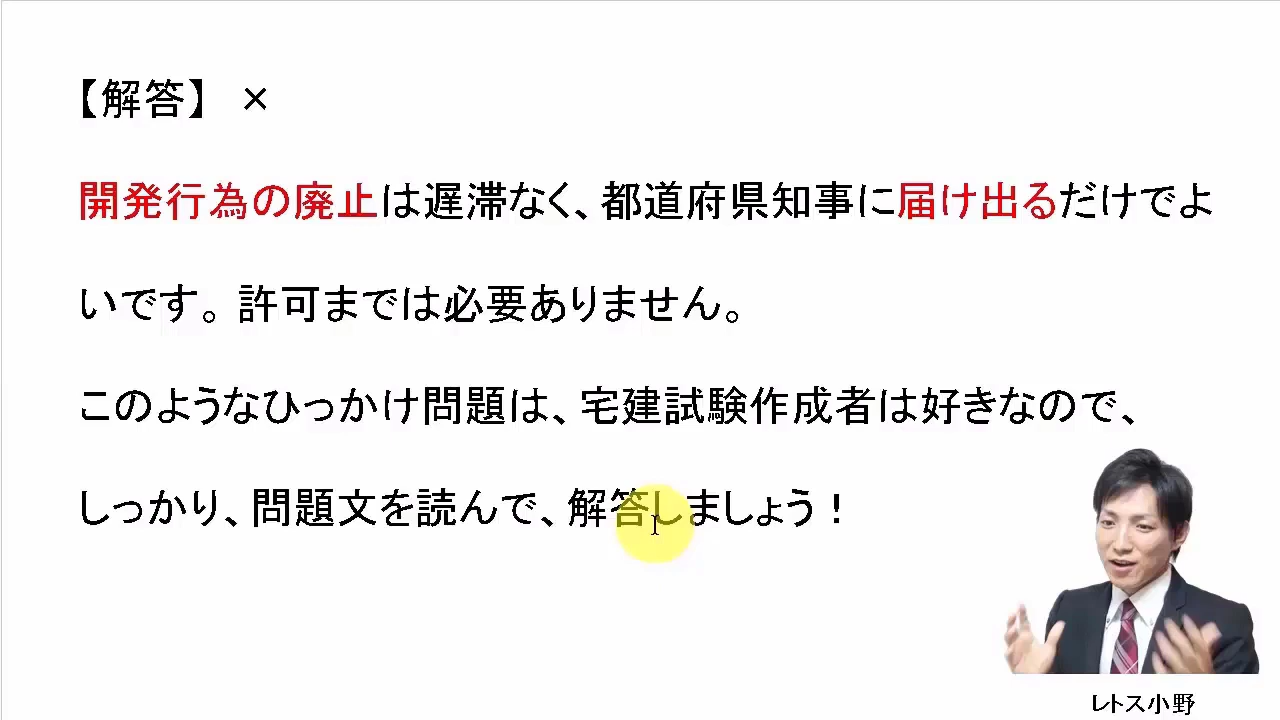 【解答】 ×
開発行為の廃止は遅滞なく、都道府県知事に届け出るだけでよ
いです。許可までは必要ありません。
このようなひっかけ問題は、宅建試験作成者は好きなので、
しっかり、問題文を読んで、解答しましょう！
レトス小野